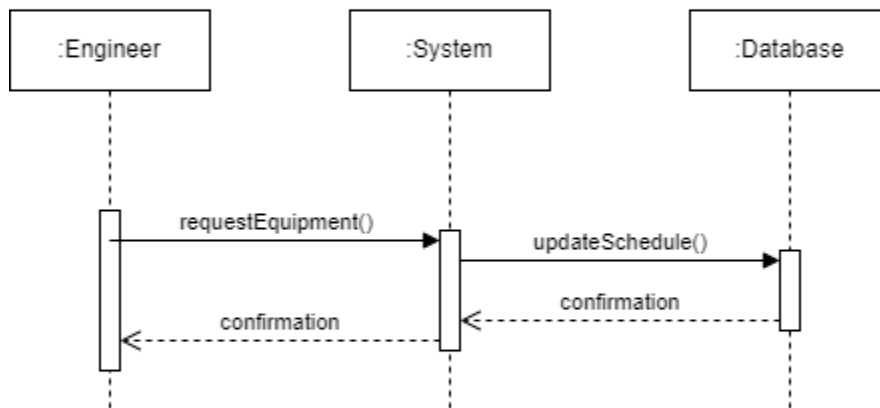 :Engineer
:System
:Database
requestEquipment()
updateSchedule()
confirmation
confirmation